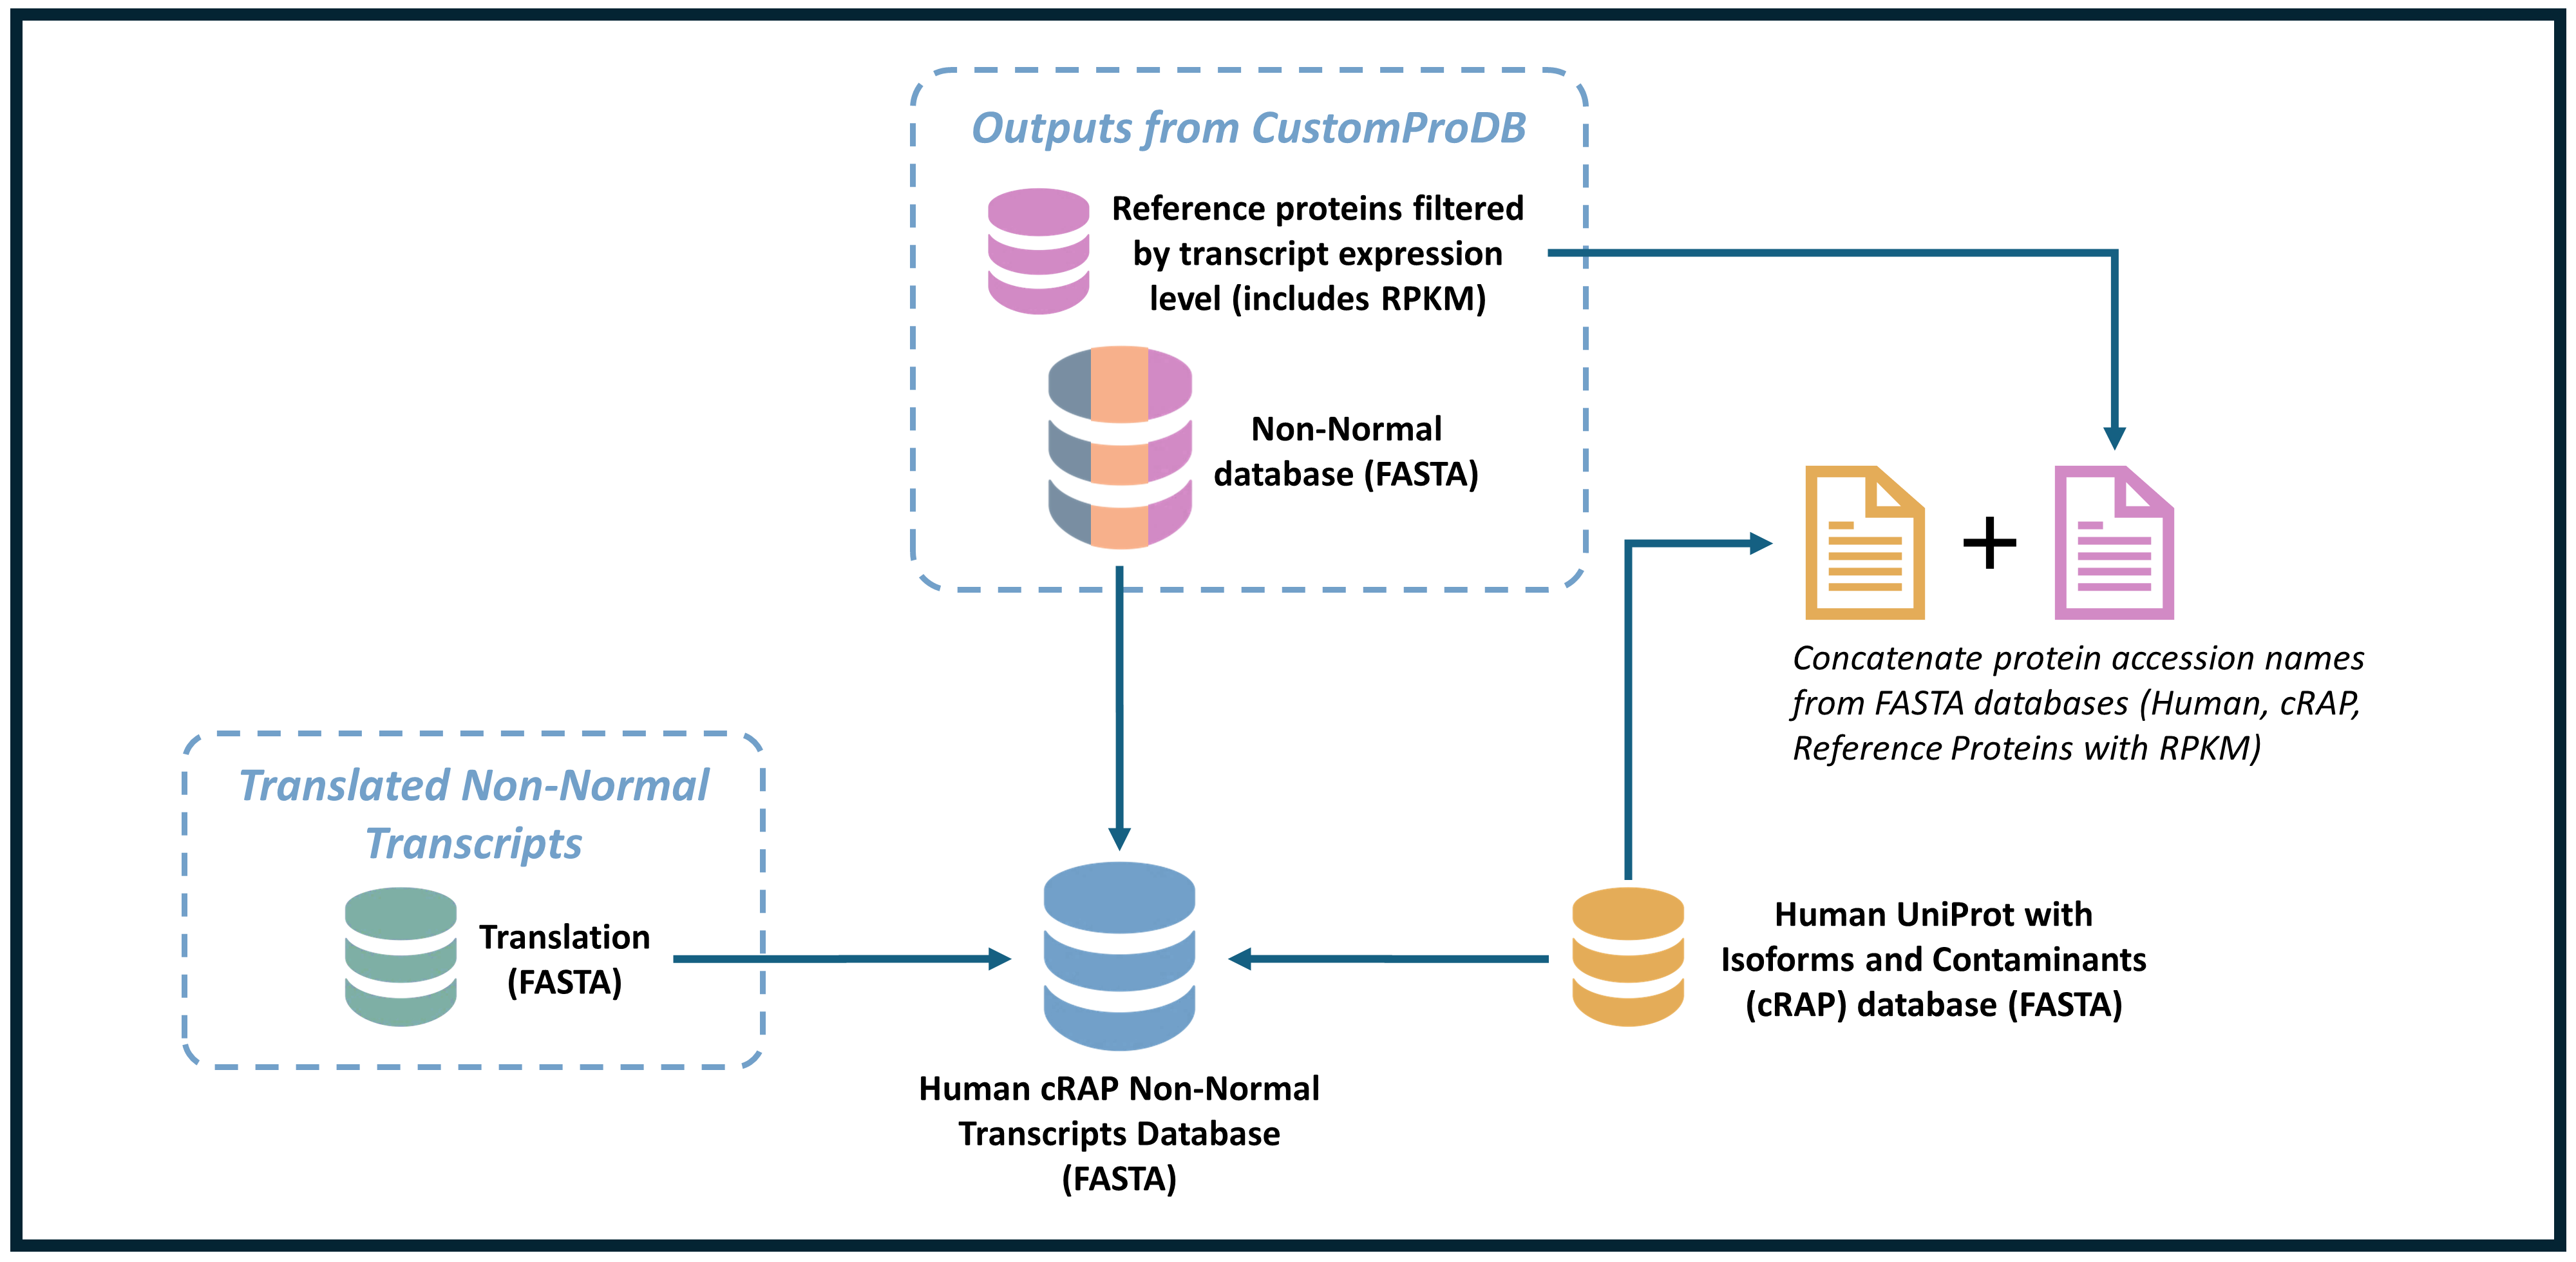 Outputs from CustomProDB
Reference proteins filtered
by transcript expression
level (includes RPKM)
Non-Normal
database (FASTA)
+
Concatenate protein accession names
from FASTA databases (Human, cRAP,
Reference Proteins with RPKM)
Translated Non-Normal
Transcripts
Translation
(FASTA)
Human UniProt with
Isoforms and Contaminants
(cRAP) database (FASTA)
Human cRAP Non-Normal
Transcripts Database
(FASTA)